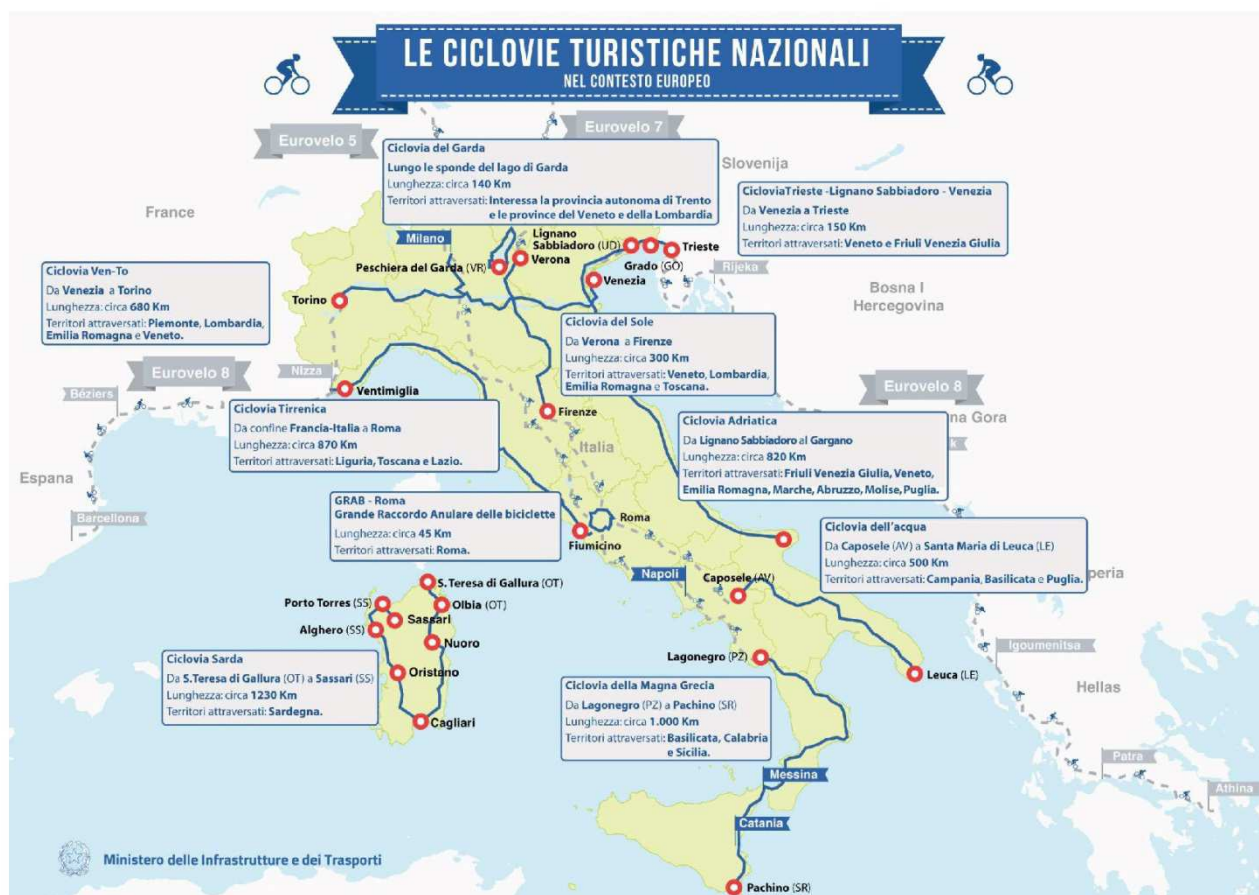 LE CICLOVIE TURISTICHE NAZIONALI
NEL CONTESTO EUROPEO
Eurovelo 5
Eurovelo 7
Slovenija
France
Ciclovia del Garda
Lungo le sponde del lago di Garda
Lunghezza: circa 140 Km
Territori attraversati: Interessa la provincia autonoma di Trento
e le province del Veneto e della Lombardia
CicloviaTrieste -Lignano Sabbiadoro - Venezia
Da Venezia a Trieste
Lunghezza: circa 150 Km
Territori attraversati: Veneto e Friuli Venezia Giulia
Milano
Lignano
Sabbiadoro (UD)
Trieste
Verona
Grado (GO)
Peschiera del Garda (VR)
Rijeka
Venezia
Bosna I
Hercegovina
Ciclovia Ven-To
Da Venezia a Torino
Lunghezza: circa 680 Km
Territori attraversati: Piemonte, Lombardia,
Emilia Romagna e Veneto.
Torino
Ciclovia del Sole
Da Verona a Firenze
Lunghezza: circa 300 Km
Territori attraversati: Veneto, Lombardia,
Emilia Romagna e Toscana.
Nizza
Eurovelo 8
Béziers
Ventimiglia
Eurovelo 8
na Gora
Firenze
Italia
Ciclovia Tirrenica
Da confine Francia-Italia a Roma
Lunghezza: circa 870 Km
Territori attraversati: Liguria, Toscana e Lazio.
Ciclovia Adriatica
Da Lignano Sabbiadoro al Gargano
Lunghezza: circa 820 Km
Territori attraversati: Friuli Venezia Giulia, Veneto,
Emilia Romagna, Marche, Abruzzo, Molise, Puglia.
Espana
Barcellona
GRAB - Roma
Grande Raccordo Anulare delle biciclette
Lunghezza: circa 45 Km
Territori attraversati: Roma.
Roma
Fiumicino
Ciclovia dell'acqua
Da Caposele (AV) a Santa Maria di Leuca (LE)
Lunghezza: circa 500 Km
Territori attraversati: Campania, Basilicata e Puglia.
peria
Napoli
Caposele (AV)
S.Teresa di Gallura (OT)
Porto Torres (SS)
Olbia (OT)
Sassari
Alghero (SS)
Nuoro
Igoumenitsa
Lagonegro (PZ)
Leuca (LE)
Hellas
Ciclovia Sarda
Da S.Teresa di Gallura (OT) a Sassari (SS)
Lunghezza: circa 1230 Km
Territori attraversati: Sardegna.
Oristano
Cagliari
Ciclovia della Magna Grecia
Da Lagonegro (PZ) a Pachino (SR)
Lunghezza: circa 1.000 Km
Territori attraversati: Basilicata, Calabria
e Sicilia.
Patra
Messina
Athina
Catania
Ministero delle Infrastrutture e dei Trasporti
Pachino (SR)